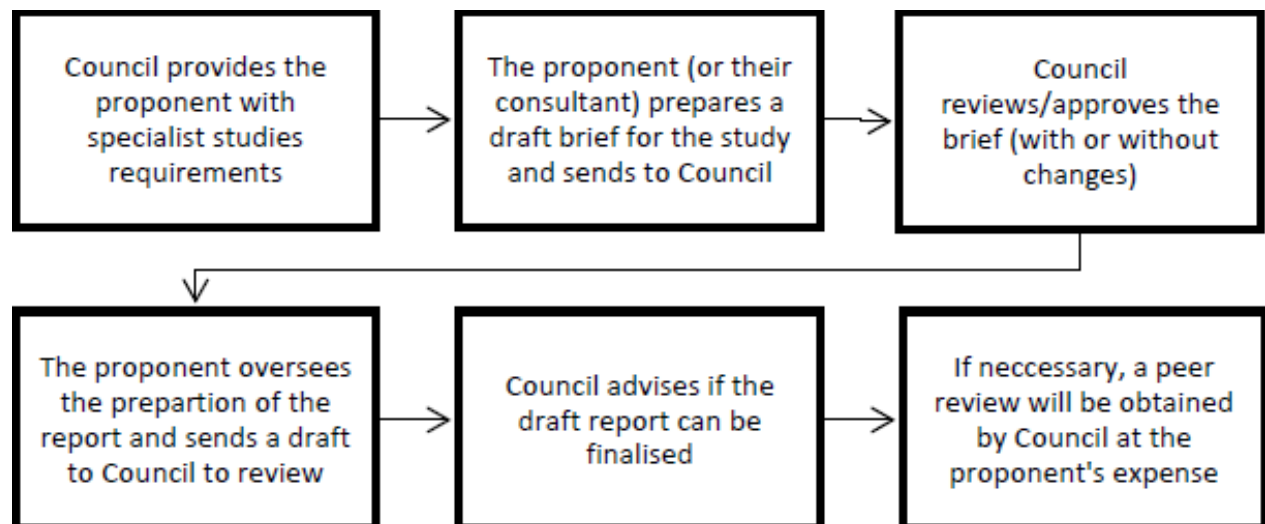 Council provides the
proponent with
specialist studies
requirements
The proponent (or their
consultant) prepares a
draft brief for the study
and sends to Council
Council
reviews/approves the
brief (with or without
changes)
The proponent oversees
the prepartion of the
report and sends a draft
to Council to review
Council advises if the
draft report can be
finalised
If neccessary, a peer
review will be obtained
by Council at the
proponent's expense